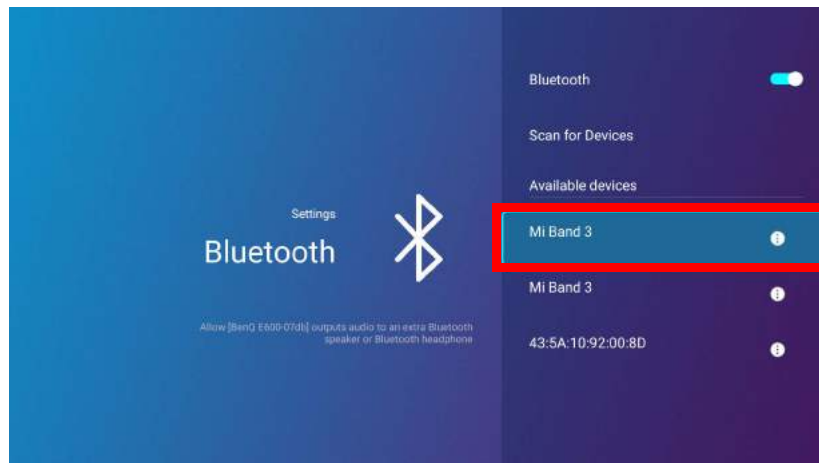 Settings
Bluetooth
Allow [BenQ E600-07db] outputs audio to an extra Bluetooth
speaker or Bluetooth headphone
Bluetooth
Scan for Devices
Available devices
Mi Band 3
Mi Band 3
43:5A:10:92:00:8D